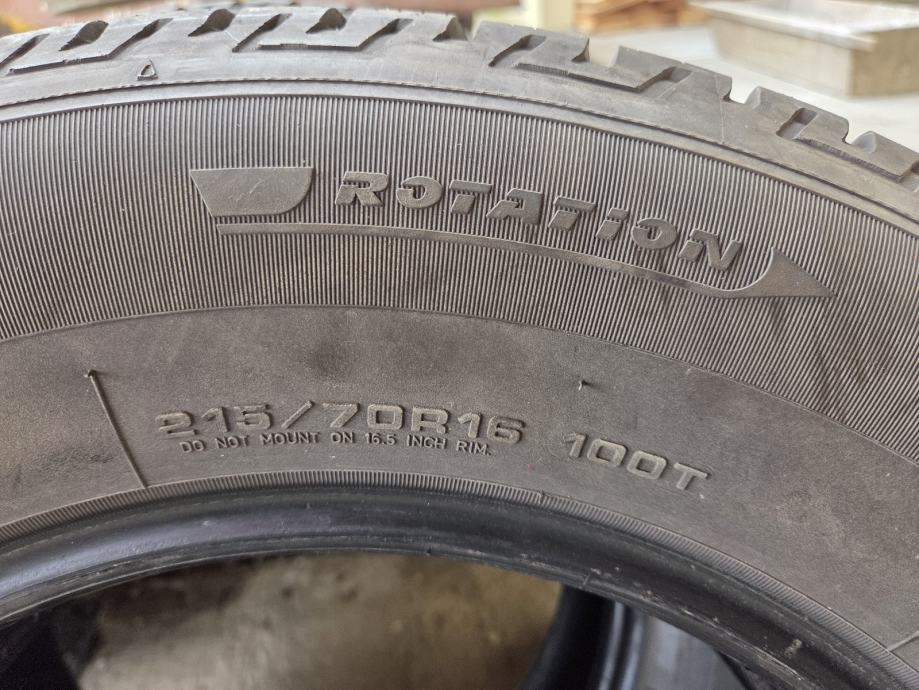 ROTATION
215/70R16 100T
DO NOT MOUNT ON 16.5 INCH RIM.